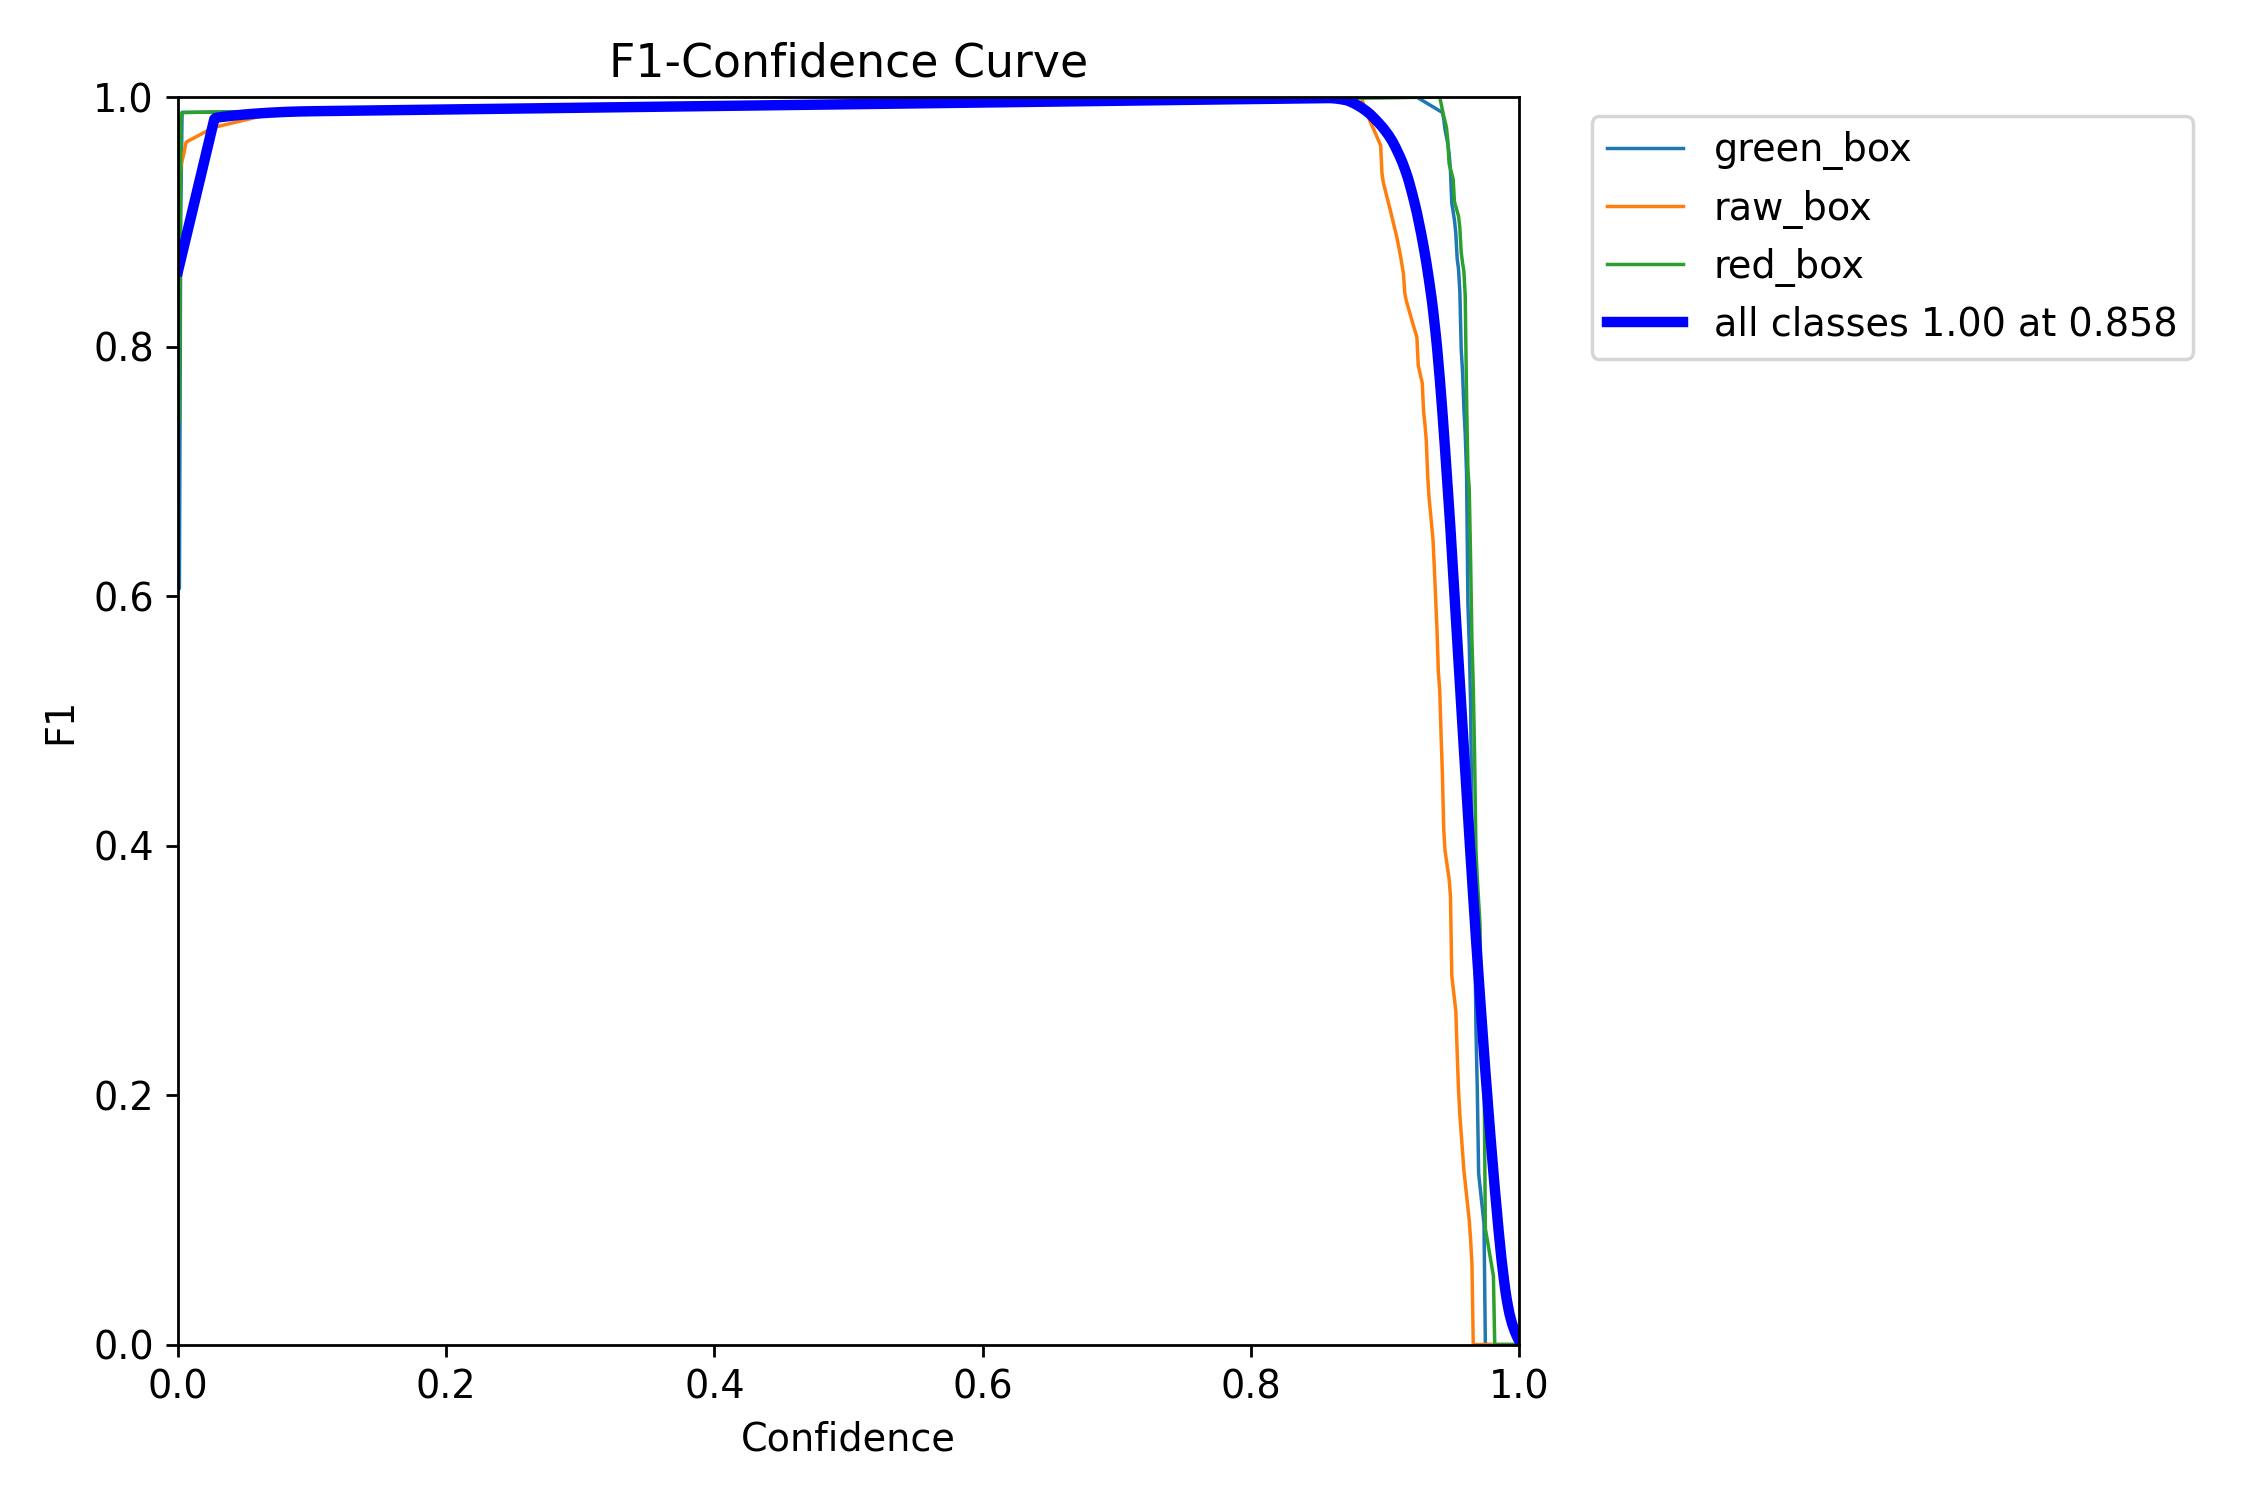 F1-Confidence Curve
1.0
0.8
0.6
0.4
0.2
0.0
F1
0.0 0.2 0.4 0.6 0.8 1.0
Confidence
green_box
raw_box
red_box
all classes 1.00 at 0.858